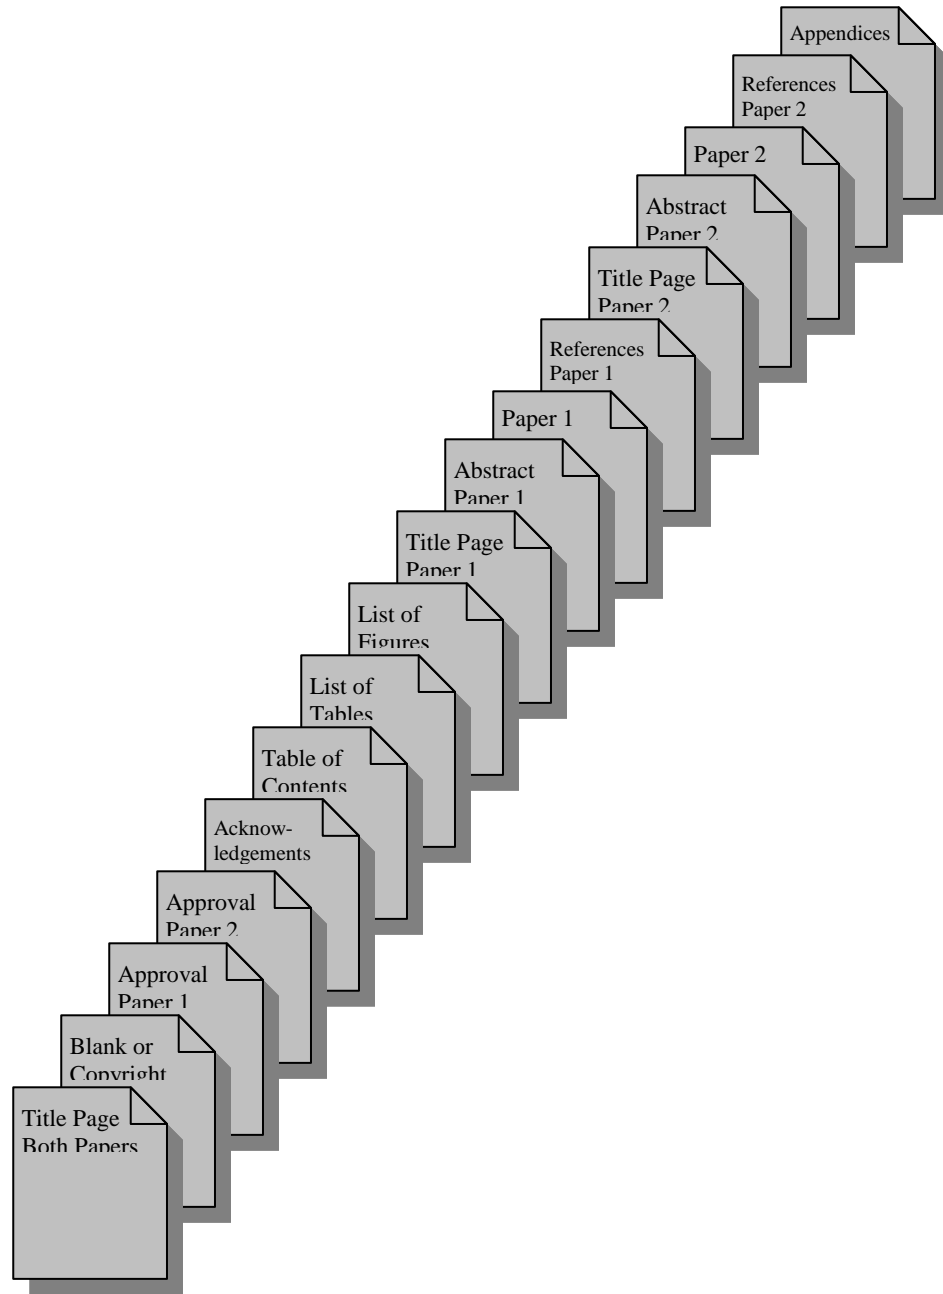 Appendices
References
Paper 2
Paper 2
Abstract
Paper 2
Title Page
Paper 2
References
Paper 1
Paper 1
Abstract
Paper 1
Title Page
Paper 1
List of
Figures
List of
Tables
Table of
Contents
Acknow-
ledgements
Approval
Paper 2
Approval
Paper 1
Blank or
Copyright
Title Page
Both Papers